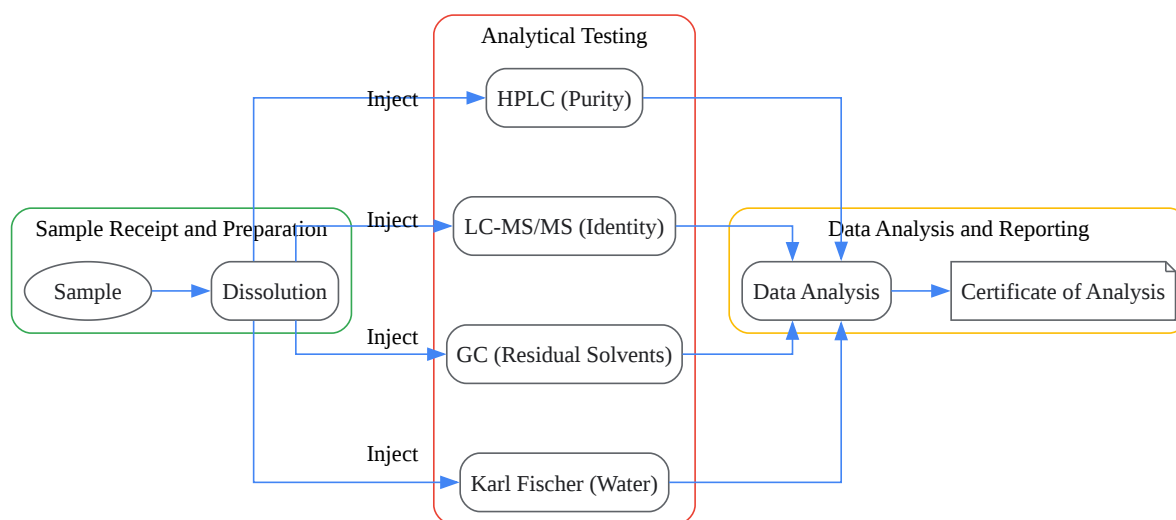 Analytical Testing
Inject
HPLC (Purity)
Inject
LC-MS/MS (Identity)
Sample Receipt and Preparation
Data Analysis and Reporting
Sample
Dissolution
Data Analysis
Certificate of Analysis
Inject
GC (Residual Solvents)
Inject
Karl Fischer (Water)